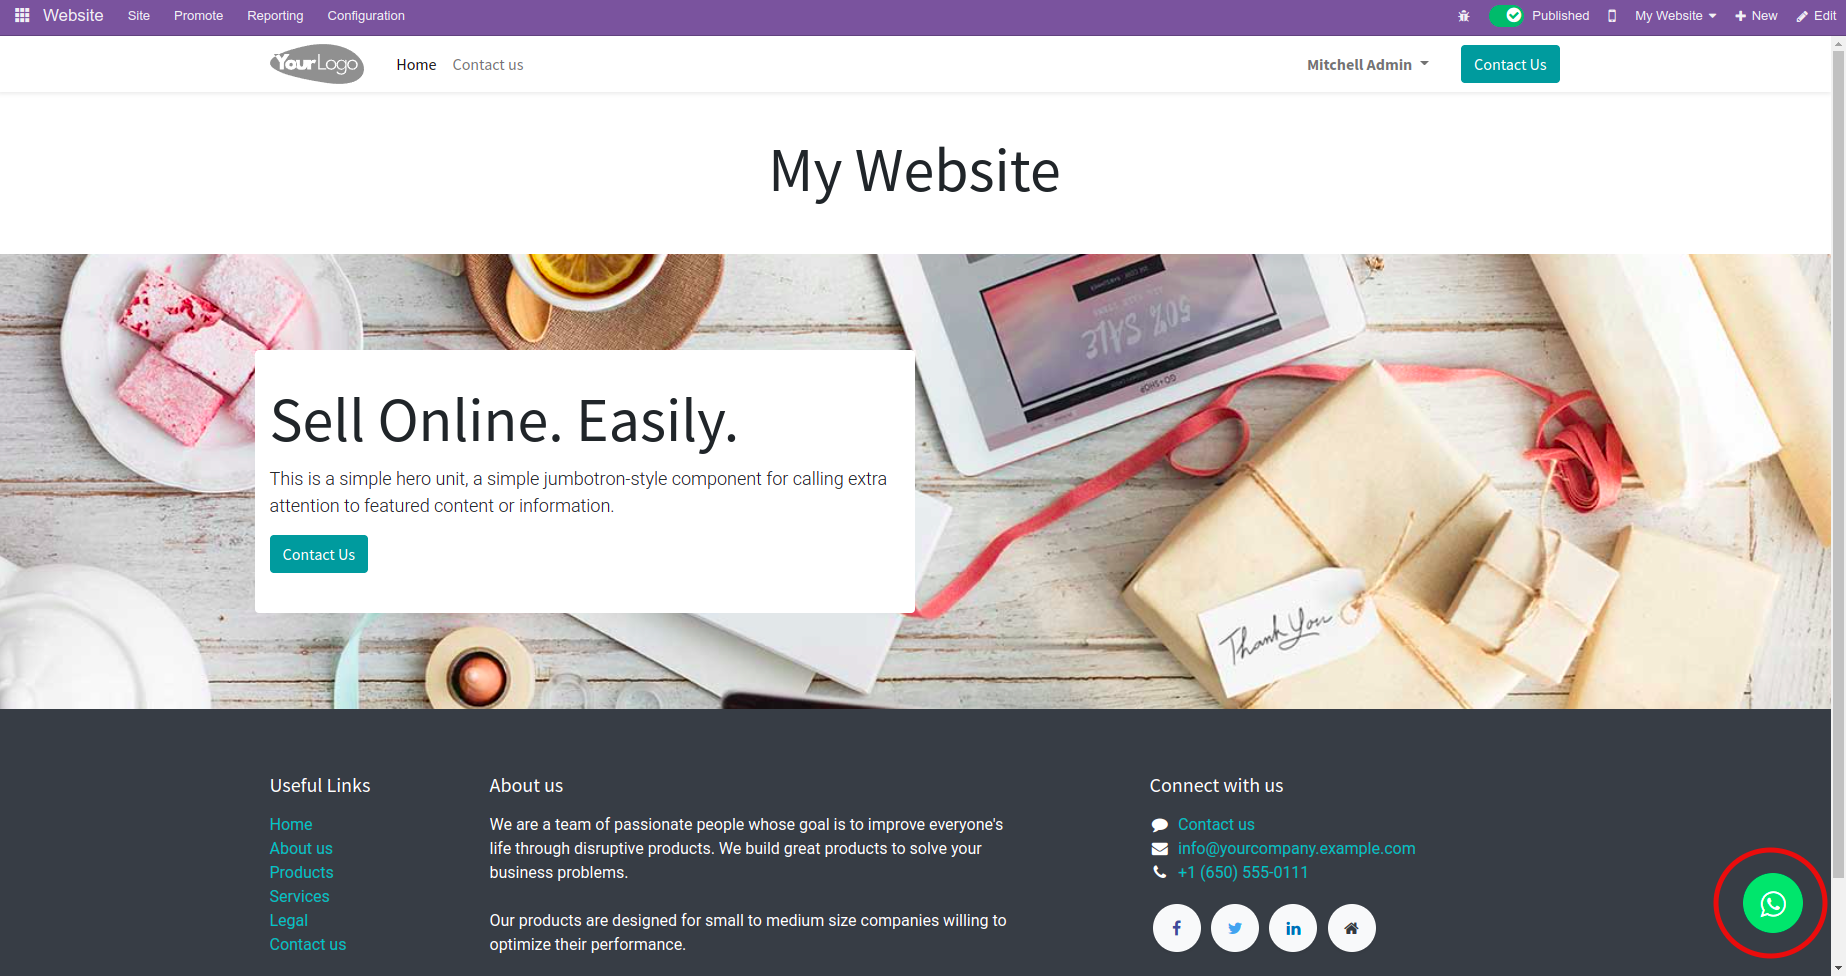 Website Site Promote Reporting Configuration Published My Website New Edit
YourLogo Home Contact us Mitchell Admin Contact Us
My Website
50% SALE
Sell Online. Easily.
This is a simple hero unit, a simple jumbotron-style component for calling extra
attention to featured content or information.
Contact Us
Thank You
Useful Links
Home
About us
Products
Services
Legal
Contact us
About us
We are a team of passionate people whose goal is to improve everyone's
life through disruptive products. We build great products to solve your
business problems.
Our products are designed for small to medium size companies willing to
optimize their performance.
Connect with us
Contact us
info@yourcompany.example.com
+1 (650) 555-0111